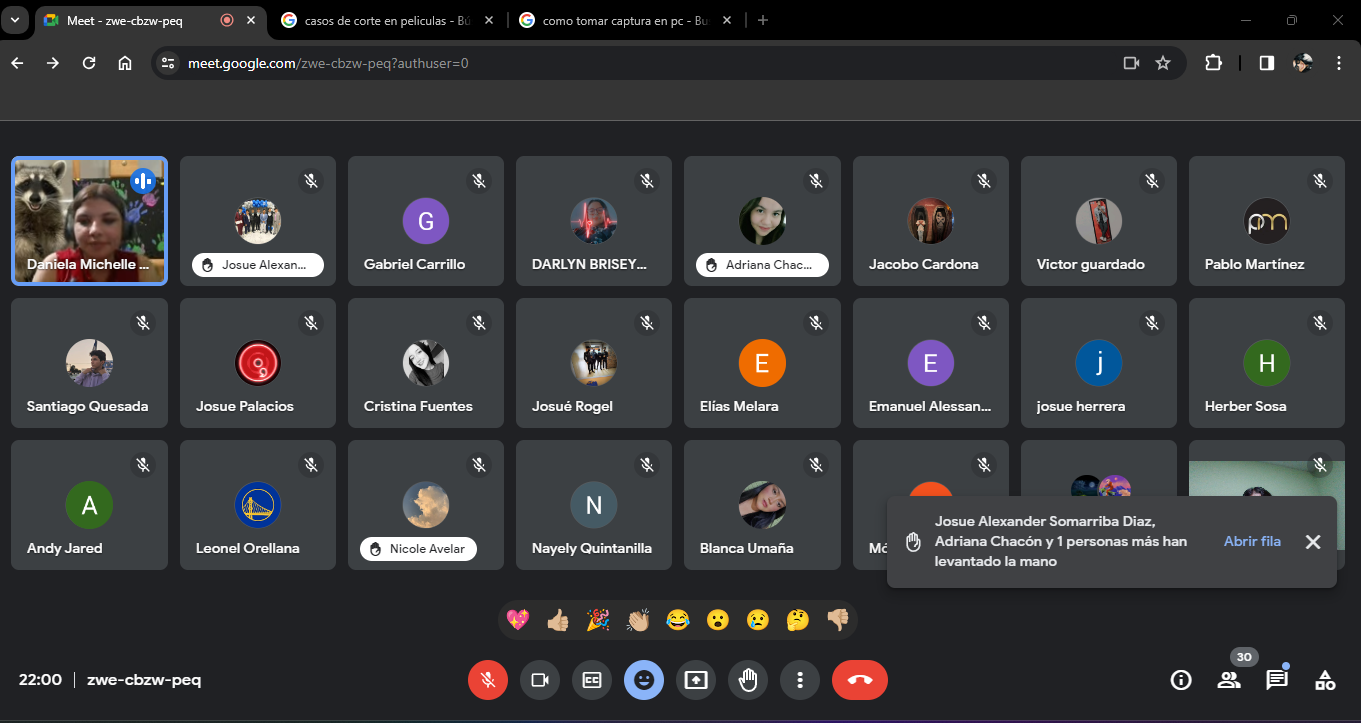 Meet - zwe-cbzw-peq
casos de corte en peliculas - Bú
como tomar captura en pc - Bu
meet.google.com/zwe-cbzw-peq?authuser=0
Daniela Michelle ...
Josue Alexan...
G
Gabriel Carrillo
DARLYN BRISEY...
Adriana Chac...
Jacobo Cardona
Victor guardado
pm
Pablo Martínez
Santiago Quesada
Josue Palacios
Cristina Fuentes
Josué Rogel
E
Elías Melara
E
Emanuel Alessan...
j
josue herrera
H
Herber Sosa
A
Andy Jared
Leonel Orellana
Nicole Avelar
N
Nayely Quintanilla
Blanca Umaña
Mó
Josue Alexander Somarriba Diaz,
Adriana Chacón y 1 personas más han
levantado la mano
Abrir fila
22:00
zwe-cbzw-peq
30